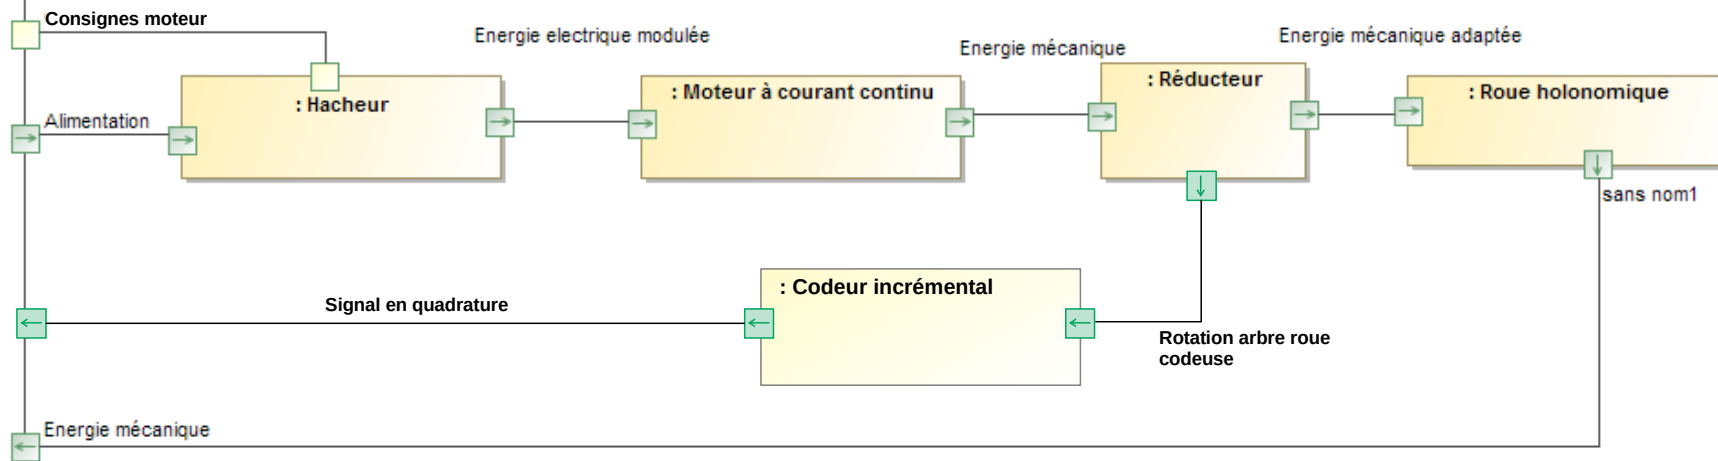 Consignes moteur
Energie electrique modulée
Energie mécanique
Energie mécanique adaptée
: Hacheur
: Moteur à courant continu
: Réducteur
: Roue holonomique
Alimentation
sans nom1
: Codeur incrémental
Signal en quadrature
Rotation arbre roue
codeuse
Energie mécanique